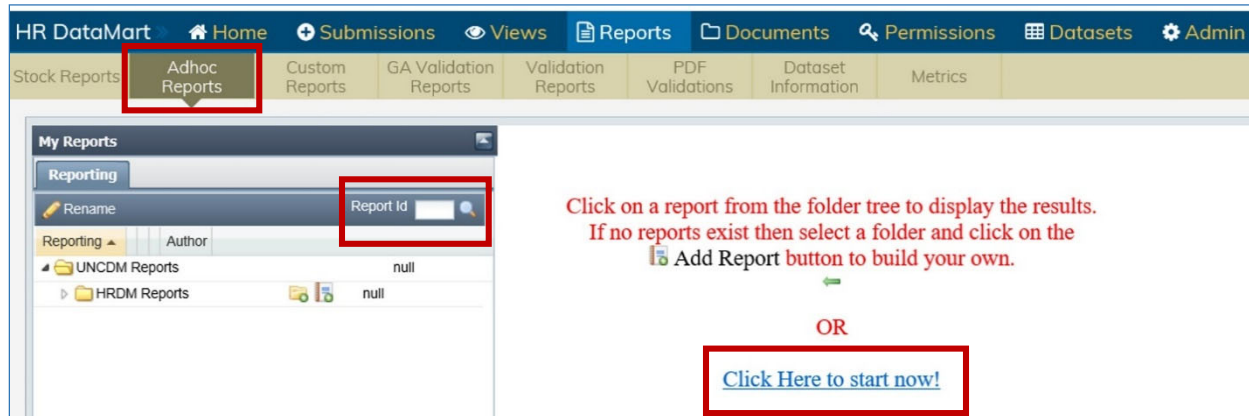 HR DataMart Home Submissions Views Reports Documents Permissions Datasets Admin
Stock Reports Adhoc Reports Custom Reports GA Validation Reports Validation Reports PDF Validations Dataset Information Metrics
My Reports
Reporting
Rename Report Id
Reporting Author
UNCDM Reports null
HRDM Reports null
Click on a report from the folder tree to display the results.
If no reports exist then select a folder and click on the
Add Report button to build your own.
OR
Click Here to start now!